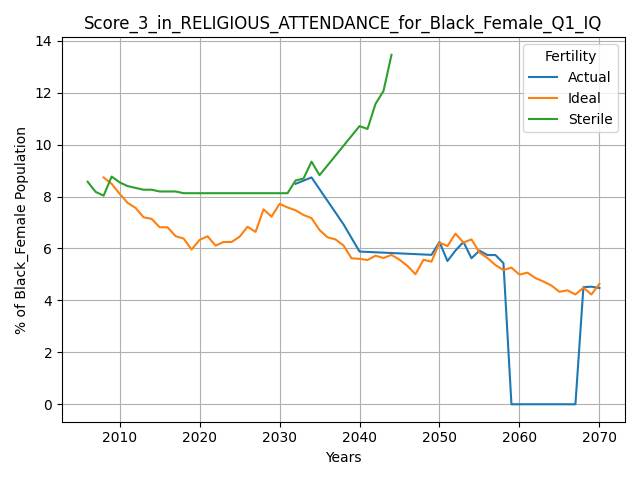 Score_3_in_RELIGIOUS_ATTENDANCE_for_Black_Female_Q1_IQ
Fertility
Actual
Ideal
Sterile
% of Black_Female Population
14
12
10
8
6
4
2
0
2010 2020 2030 2040 2050 2060 2070
Years